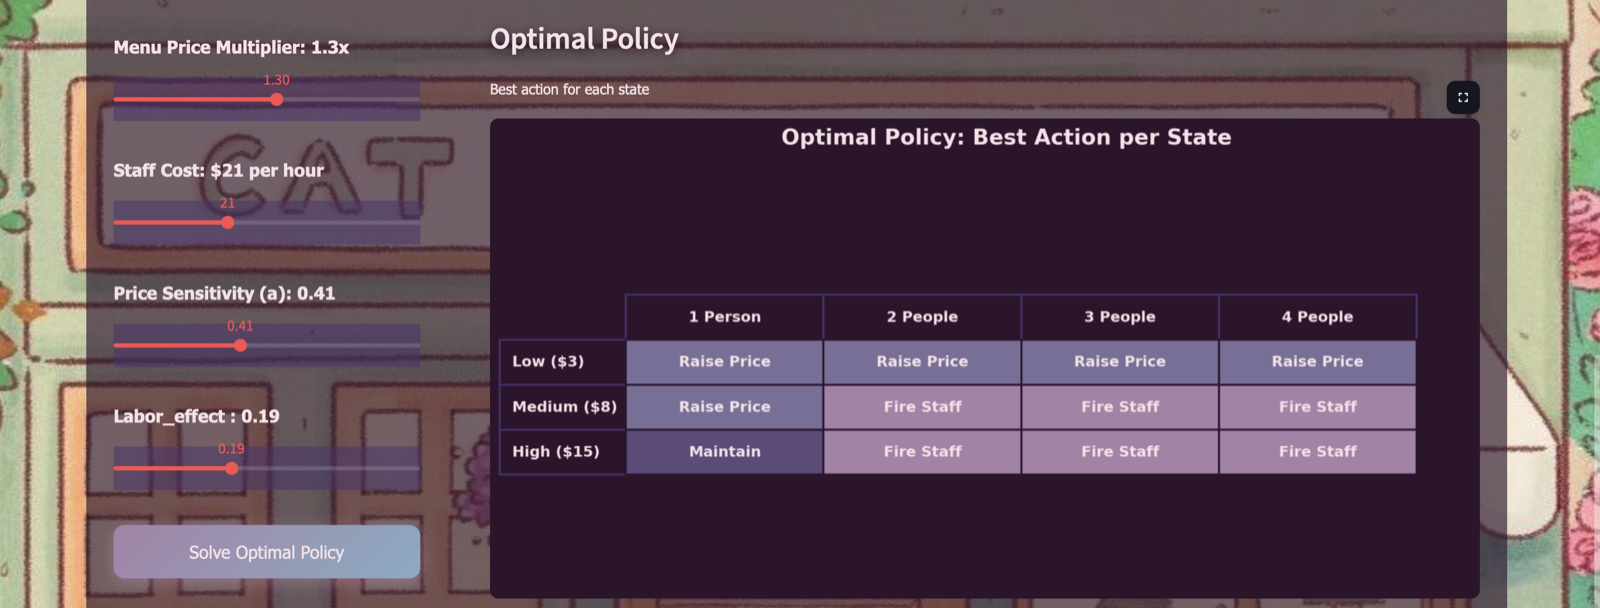 Menu Price Multiplier: 1.3x
1.30
CAT
Staff Cost: $21 per hour
21
Price Sensitivity (a): 0.41
0.41
Labor_effect : 0.19
0.19
Solve Optimal Policy
Optimal Policy
Best action for each state
Optimal Policy: Best Action per State
1 Person 2 People 3 People 4 People
Low ($3) Raise Price Raise Price Raise Price Raise Price
Medium ($8) Raise Price Fire Staff Fire Staff Fire Staff
High ($15) Maintain Fire Staff Fire Staff Fire Staff